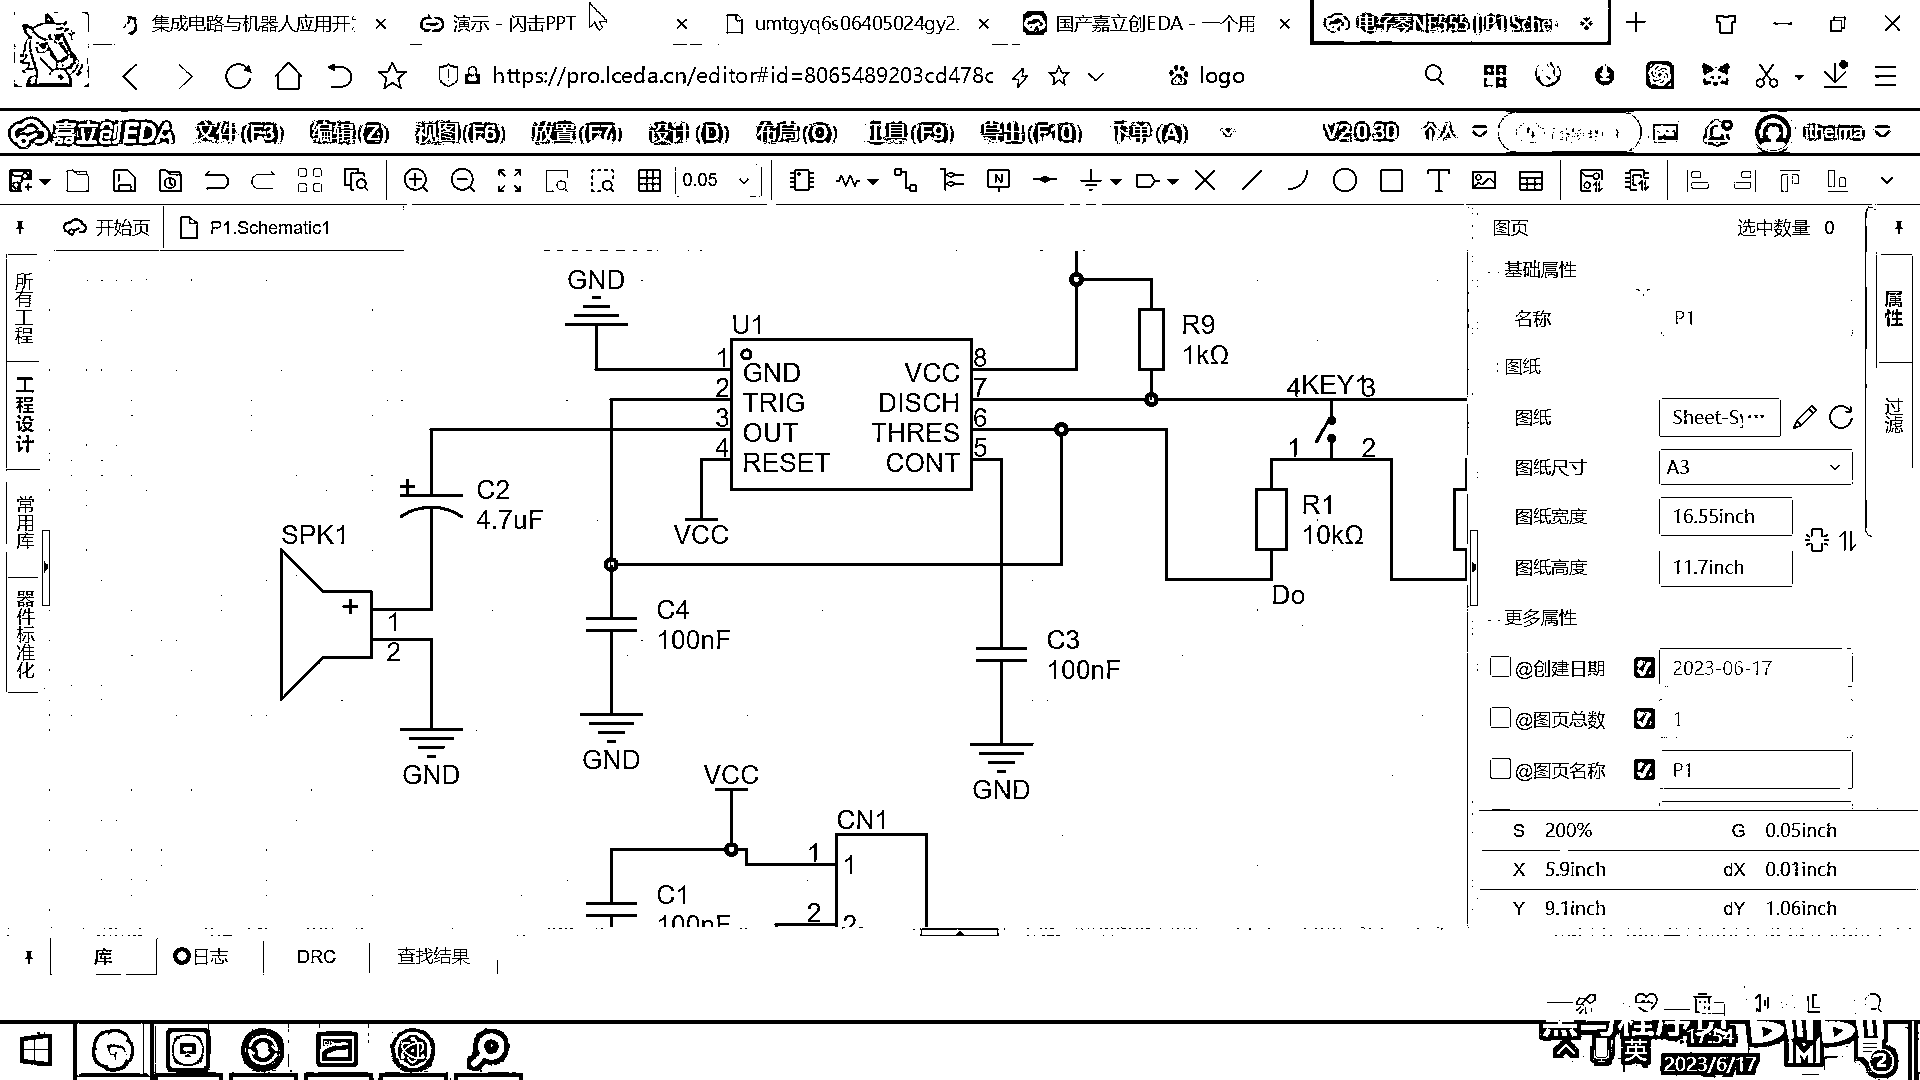 集成电路与机器人应用开发
演示 - 闪击PPT
umtgyq6s06405024gy2.
国产嘉立创EDA - 一个用
https://pro.lceda.cn/editor#id=8065489203cd478c
logo
嘉立创EDA
文件(F3)
编辑(Z)
视图(F6)
放置(F7)
设计(D)
布局(O)
工具(F9)
导出(F10)
下单(A)
V2.0.30
个人
itheima
0.05
N
开始页
P1.Schematic1
图页
选中数量 0
所有工程
工程设计
常用库
器件标准化
GND
U1
1
2
3
4
GND
TRIG
OUT
RESET
VCC
DISCH
THRES
CONT
8
7
6
5
R9
1kΩ
4 KEY1 3
1
2
R1
10kΩ
Do
+
C2
4.7uF
VCC
SPK1
+
1
2
C4
100nF
C3
100nF
GND
GND
GND
VCC
CN1
1
1
2
2
C1
100nF
基础属性
名称
P1
图纸
图纸
Sheet-Sy···
图纸尺寸
A3
图纸宽度
16.55inch
图纸高度
11.7inch
更多属性
@创建日期
2023-06-17
@图页总数
1
@图页名称
P1
属性
过滤
S 200%
G 0.05inch
X 5.9inch
dX 0.01inch
Y 9.1inch
dY 1.06inch
库
日志
DRC
查找结果
黑马程序员
英
17:54
2023/6/17
2